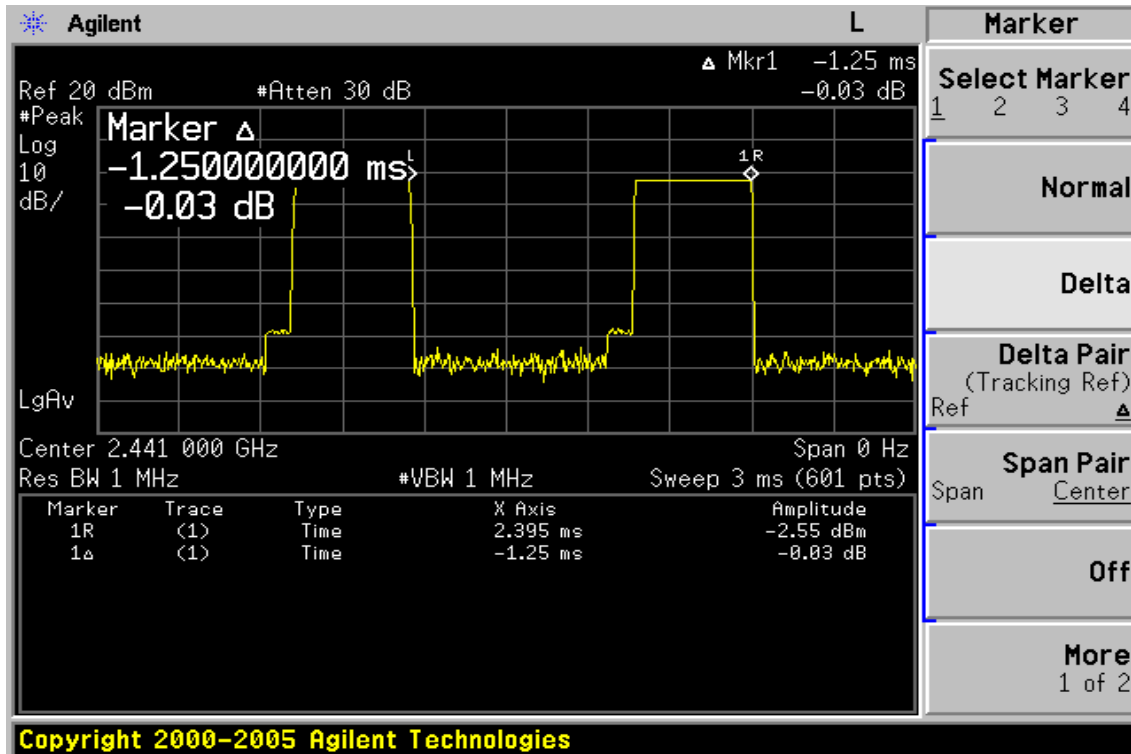 Agilent L
Δ Mkr1 -1.25 ms
Ref 20 dBm #Atten 30 dB -0.03 dB
#Peak
Log
10
dB/
Marker Δ
-1.250000000 ms
-0.03 dB
1R
LgAv
Center 2.441 000 GHz Span 0 Hz
Res BW 1 MHz #VBW 1 MHz Sweep 3 ms (601 pts)
Marker Trace Type X Axis Amplitude
1R (1) Time 2.395 ms -2.55 dBm
1Δ (1) Time -1.25 ms -0.03 dB
Marker
Select Marker
1 2 3 4
Normal
Delta
Delta Pair
(Tracking Ref)
Ref Δ
Span Pair
Span Center
Off
More
1 of 2
Copyright 2000-2005 Agilent Technologies